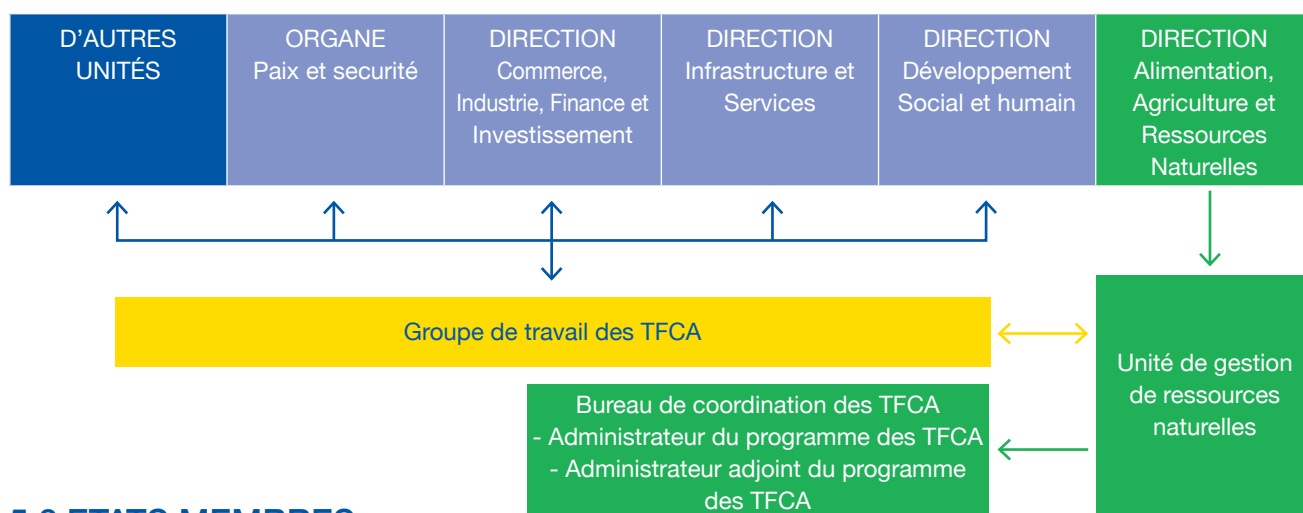 D'AUTRES
UNITÉS
ORGANE
Paix et securité
DIRECTION
Commerce,
Industrie, Finance et
Investissement
DIRECTION
Infrastructure et
Services
DIRECTION
Développement
Social et humain
DIRECTION
Alimentation,
Agriculture et
Ressources
Naturelles
Groupe de travail des TFCA
Unité de gestion
de ressources
naturelles
Bureau de coordination des TFCA
- Administrateur du programme des TFCA
- Administrateur adjoint du programme
des TFCA
ETATS MEMBRES